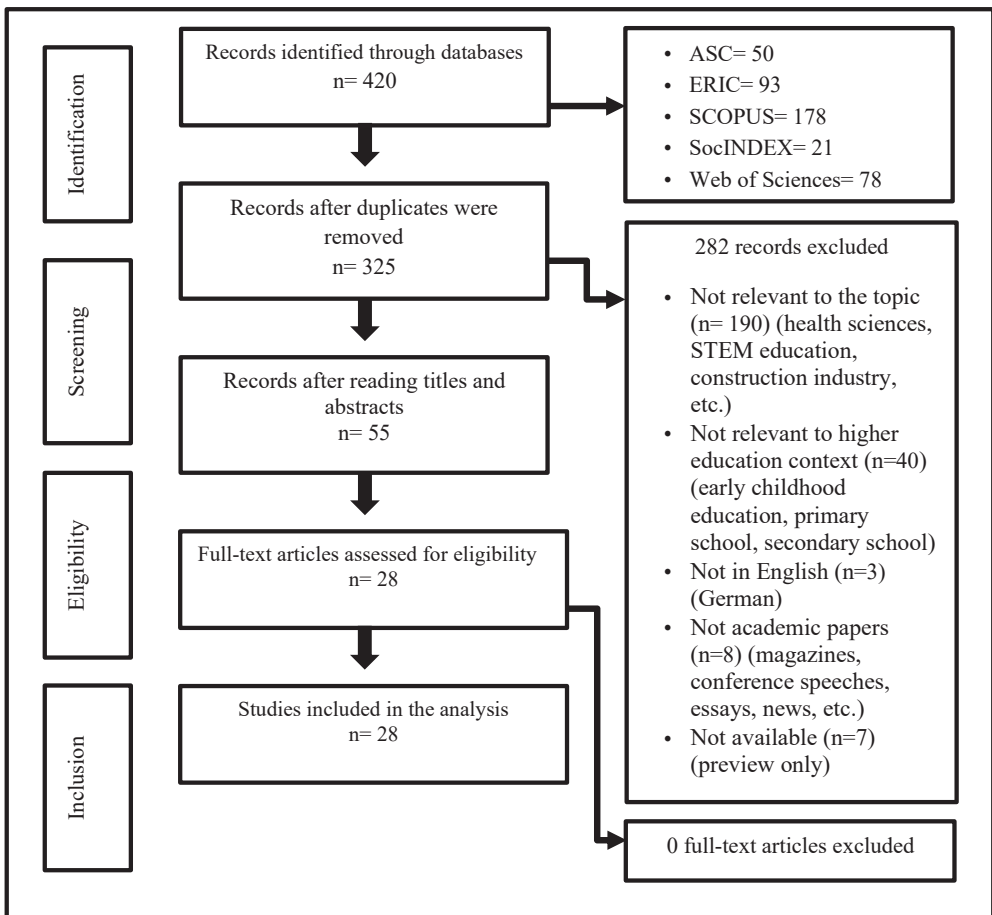 Identification
Records identified through databases
n= 420
• ASC= 50
• ERIC= 93
• SCOPUS= 178
• SocINDEX= 21
• Web of Sciences= 78
Records after duplicates were
removed
n= 325
282 records excluded
• Not relevant to the topic
(n= 190) (health sciences,
STEM education,
construction industry,
etc.)
• Not relevant to higher
education context (n=40)
(early childhood
education, primary
school, secondary school)
• Not in English (n=3)
(German)
• Not academic papers
(n=8) (magazines,
conference speeches,
essays, news, etc.)
• Not available (n=7)
(preview only)
Screening
Records after reading titles and
abstracts
n= 55
Eligibility
Full-text articles assessed for eligibility
n= 28
Inclusion
Studies included in the analysis
n= 28
0 full-text articles excluded